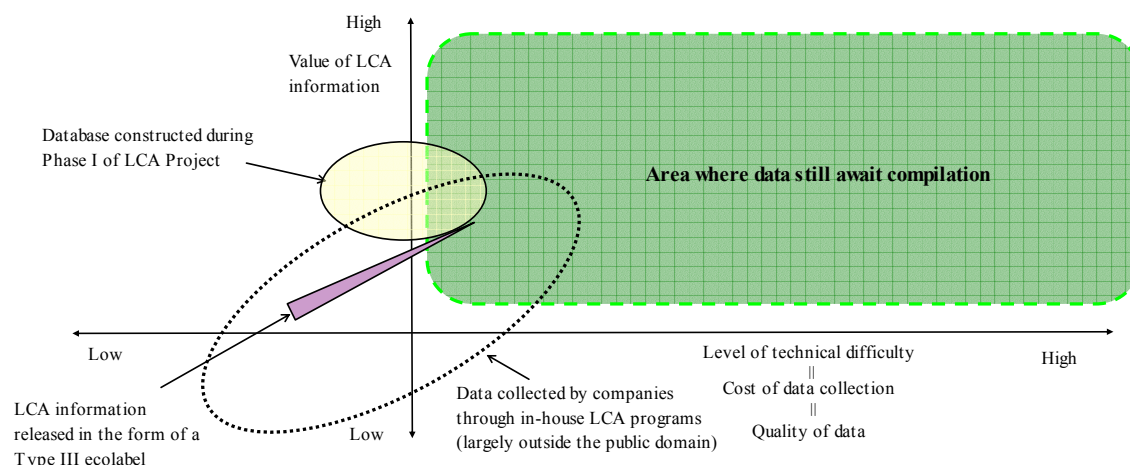 High
Value of LCA
information
Database constructed during
Phase I of LCA Project
Area where data still await compilation
Low
Level of technical difficulty
||
Cost of data collection
||
Quality of data
High
LCA information
released in the form of a
Type III ecolabel
Low
Data collected by companies
through in-house LCA programs
(largely outside the public domain)